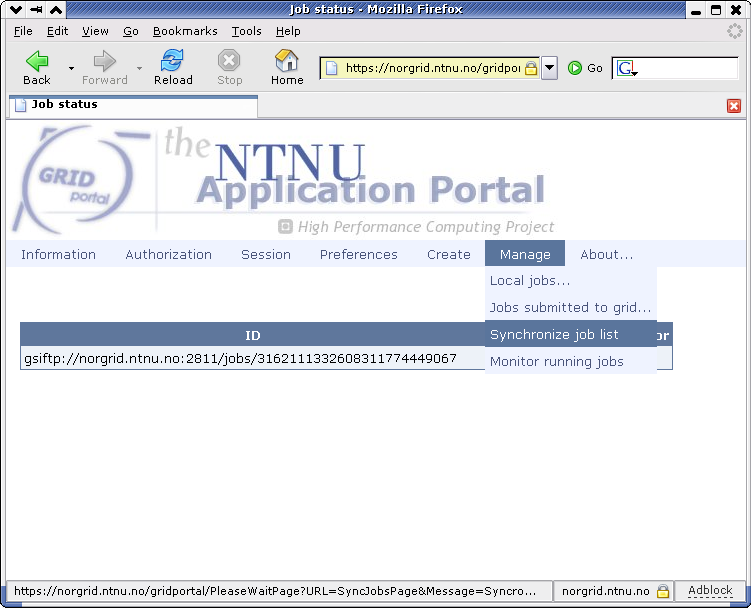 Job status - Mozilla Firefox
File Edit View Go Bookmarks Tools Help
Back Forward Reload Stop Home https://norgrid.ntnu.no/gridpor Go G
Job status
GRID portal
the NTNU
Application Portal
High Performance Computing Project
Information Authorization Session Preferences Create Manage About...
Local jobs...
Jobs submitted to grid...
ID Synchronize job list or
gsiftp://norgrid.ntnu.no:2811/jobs/3162111332608311774449067
Monitor running jobs
https://norgrid.ntnu.no/gridportal/PleaseWaitPage?URL=SyncJobsPage&Message=Syncro... norgrid.ntnu.no Adblock